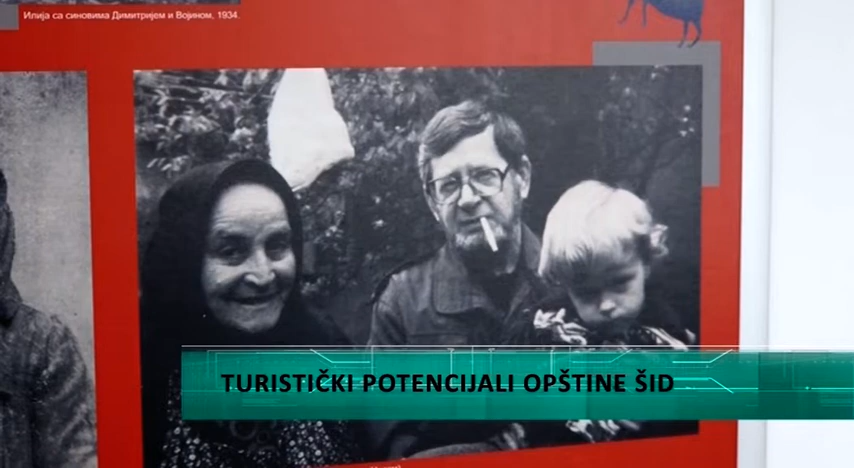 Илија са синовима Димитријем и Војином, 1934.
TURISTIČKI POTENCIJALI OPŠTINE ŠID